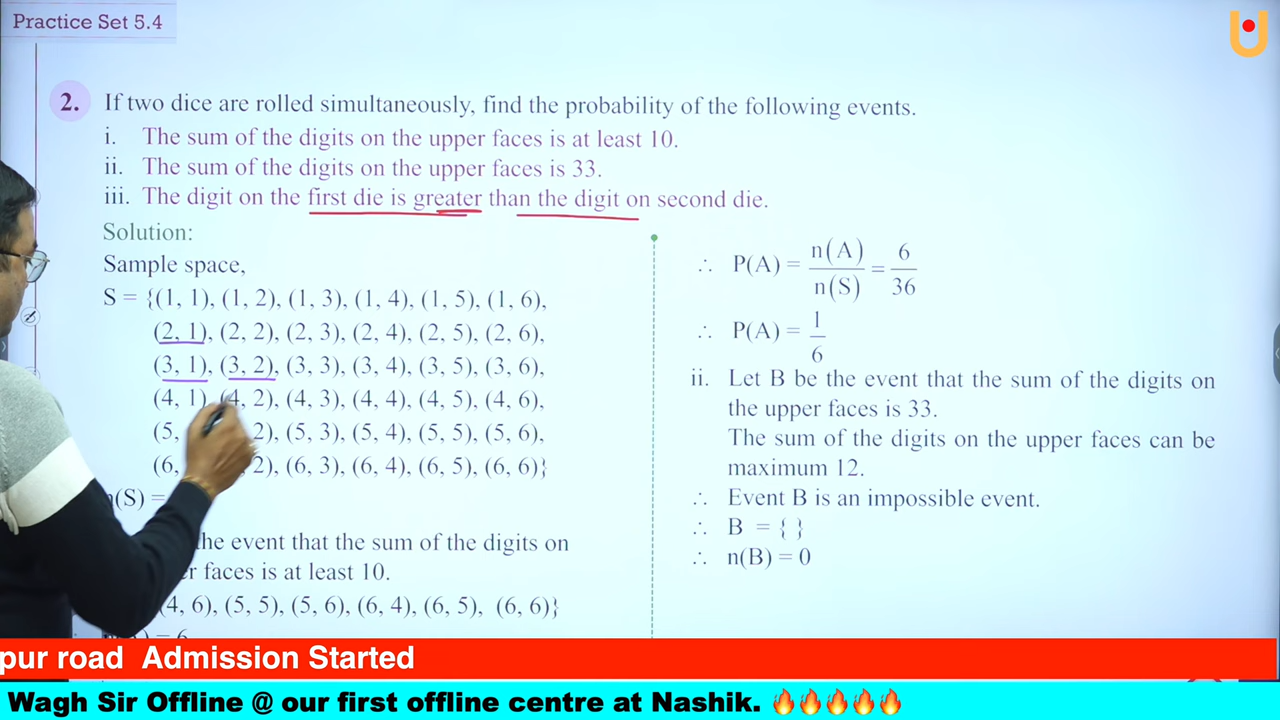 Practice Set 5.4
2. If two dice are rolled simultaneously, find the probability of the following events.
i. The sum of the digits on the upper faces is at least 10.
ii. The sum of the digits on the upper faces is 33.
iii. The digit on the first die is greater than the digit on second die.
Solution:
Sample space,
S = {(1, 1), (1, 2), (1, 3), (1, 4), (1, 5), (1, 6),
(2, 1), (2, 2), (2, 3), (2, 4), (2, 5), (2, 6),
(3, 1), (3, 2), (3, 3), (3, 4), (3, 5), (3, 6),
(4, 1), (4, 2), (4, 3), (4, 4), (4, 5), (4, 6),
(5, 2), (5, 3), (5, 4), (5, 5), (5, 6),
(6, 2), (6, 3), (6, 4), (6, 5), (6, 6)}
n(S) =
the event that the sum of the digits on
faces is at least 10.
(4, 6), (5, 5), (5, 6), (6, 4), (6, 5), (6, 6)}
= 6
∴ P(A) = n(A)/n(S) = 6/36
∴ P(A) = 1/6
ii. Let B be the event that the sum of the digits on
the upper faces is 33.
The sum of the digits on the upper faces can be
maximum 12.
∴ Event B is an impossible event.
∴ B = { }
∴ n(B) = 0
pur road Admission Started
Wagh Sir Offline @ our first offline centre at Nashik. 🔥🔥🔥🔥🔥